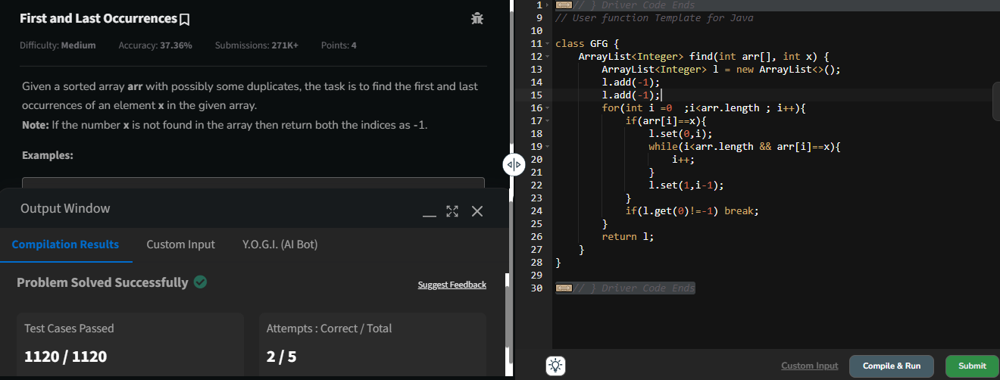 First and Last Occurrences
Difficulty: Medium Accuracy: 37.36% Submissions: 271K+ Points: 4
Given a sorted array arr with possibly some duplicates, the task is to find the first and last
occurrences of an element x in the given array.
Note: If the number x is not found in the array then return both the indices as -1.
Examples:
Output Window
Compilation Results Custom Input Y.O.G.I. (AI Bot)
Problem Solved Successfully
Suggest Feedback
Test Cases Passed
1120 / 1120
Attempts : Correct / Total
2 / 5
1 // } Driver Code Ends
9 // User function Template for Java
10
11 class GFG {
12 ArrayList<Integer> find(int arr[], int x) {
13 ArrayList<Integer> l = new ArrayList<>();
14 l.add(-1);
15 l.add(-1);
16 for(int i =0  ;i<arr.length ; i++){
17 if(arr[i]==x){
18 l.set(0,i);
19 while(i<arr.length && arr[i]==x){
20 i++;
21 }
22 l.set(1,i-1);
23 }
24 if(l.get(0)!=-1) break;
25 }
26 return l;
27 }
28 }
29
30 // } Driver Code Ends
Custom Input Compile & Run Submit